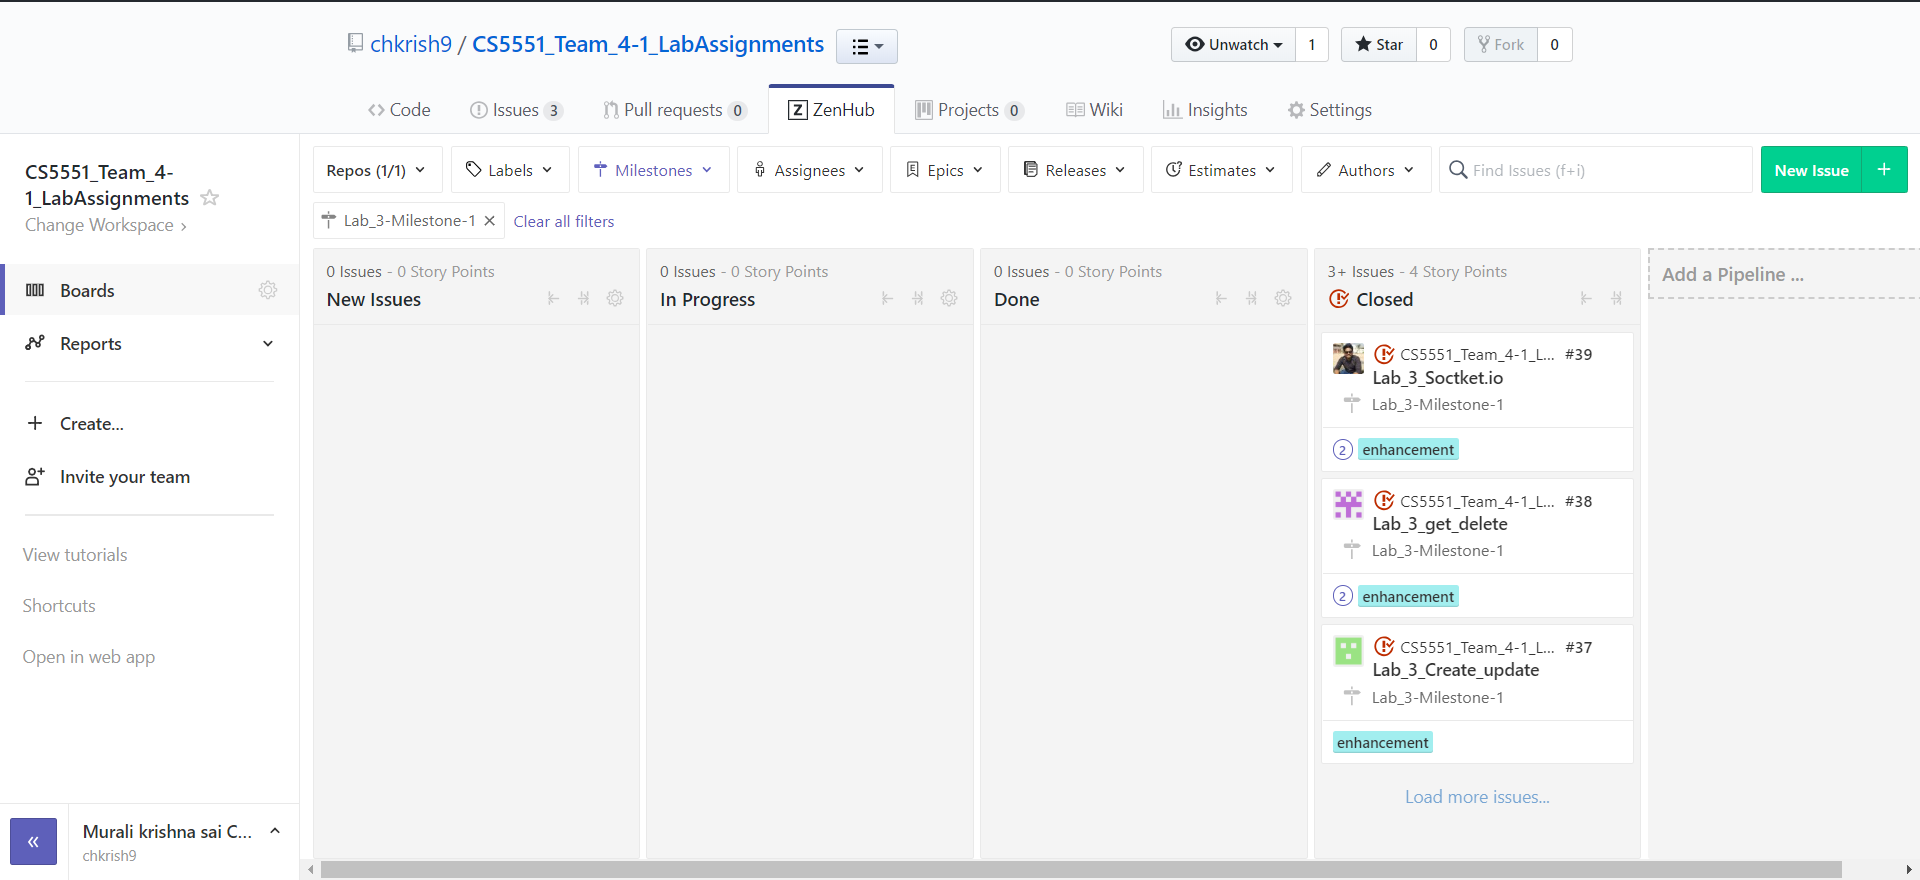 chkrish9 / CS5551_Team_4-1_LabAssignments
Unwatch 1
Star 0
Fork 0
Code
Issues 3
Pull requests 0
Z ZenHub
Projects 0
Wiki
Insights
Settings
CS5551_Team_4-
1_LabAssignments
Change Workspace >
Boards
Reports
+ Create...
Invite your team
View tutorials
Shortcuts
Open in web app
«
Murali krishna sai C...
chkrish9
Repos (1/1)
Labels
Milestones
Assignees
Epics
Releases
Estimates
Authors
Find Issues (f+i)
New Issue +
Lab_3-Milestone-1 ×
Clear all filters
0 Issues - 0 Story Points
New Issues
0 Issues - 0 Story Points
In Progress
0 Issues - 0 Story Points
Done
3+ Issues - 4 Story Points
Closed
CS5551_Team_4-1_L... #39
Lab_3_Soctket.io
Lab_3-Milestone-1
2 enhancement
CS5551_Team_4-1_L... #38
Lab_3_get_delete
Lab_3-Milestone-1
2 enhancement
CS5551_Team_4-1_L... #37
Lab_3_Create_update
Lab_3-Milestone-1
enhancement
Load more issues...
Add a Pipeline ...